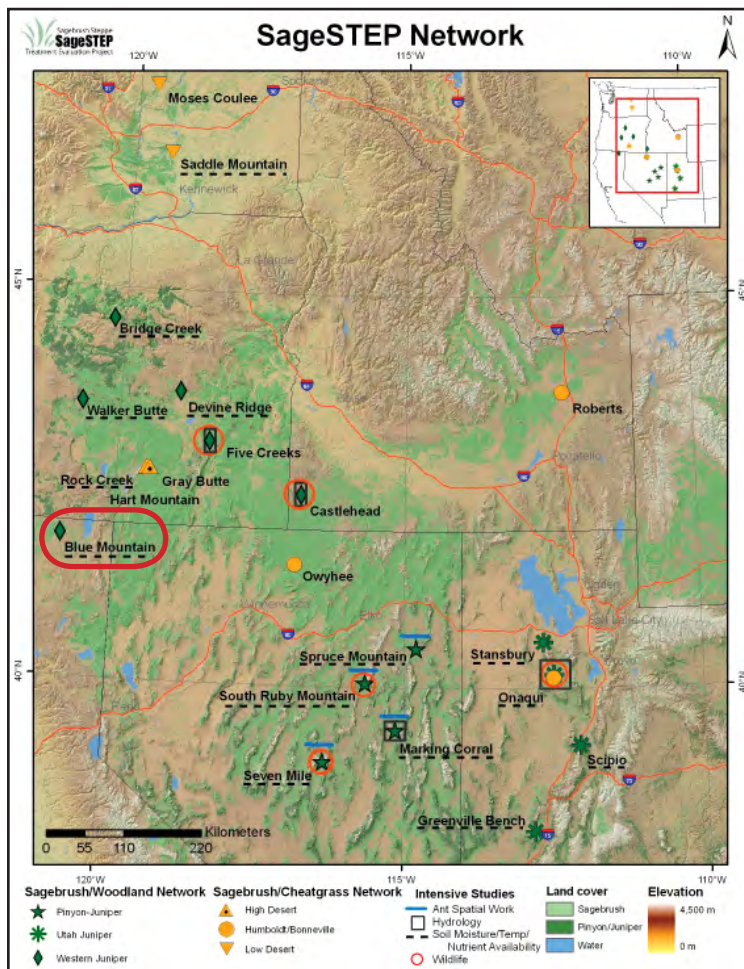 Sagebrush Steppe
SageSTEP
Treatment Evaluation Project
SageSTEP Network
N
120°W
115°W
110°W
Moses Coulee
Spokane
Saddle Mountain
Kennewick
La Grande
45°N
45°N
Bridge Creek
Walker Butte
Devine Ridge
Roberts
Boise
Five Creeks
Pocatello
Rock Creek
Gray Butte
Hart Mountain
Castlehead
Blue Mountain
Owyhee
Winnemucca
Elko
Ogden
Salt Lake City
Spruce Mountain
Stansbury
Provo
40°N
South Ruby Mountain
Onaqui
40°N
Marking Corral
Seven Mile
Scipio
Greenville Bench
Kilometers
0 55 110 220
120°W
115°W
110°W
Sagebrush/Woodland Network
Pinyon-Juniper
Utah Juniper
Western Juniper
Sagebrush/Cheatgrass Network
High Desert
Humboldt/Bonneville
Low Desert
Intensive Studies
Ant Spatial Work
Hydrology
Soil Moisture/Temp/
Nutrient Availability
Wildlife
Land cover
Sagebrush
Pinyon/Juniper
Water
Elevation
4,500 m
0 m